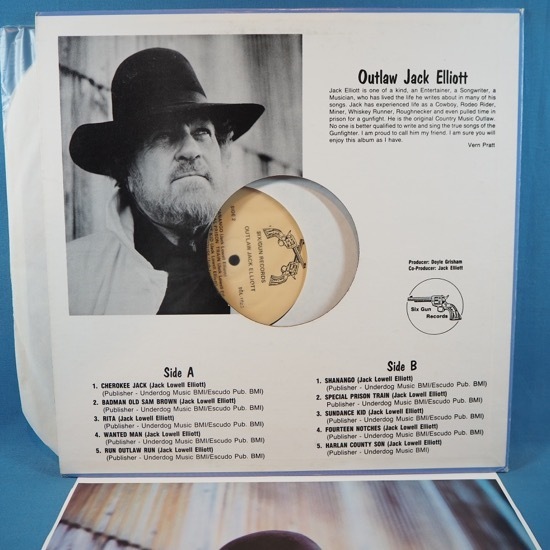 Outlaw Jack Elliott
Jack Elliott is one of a kind, an Entertainer, a Songwriter, a
Musician, who has lived the life he writes about in many of his
songs. Jack has experienced life as a Cowboy, Rodeo Rider,
Miner, Whiskey Runner, Roughnecker and even pulled time in
prison for a gunfight. He is the original Country Music Outlaw.
No one is better qualified to write and sing the true songs of the
Gunfighter. I am proud to call him my friend. I am sure you will
enjoy this album as I have.
Vern Pratt
SIDE 2
SIX GUN RECORDS
OUTLAW JACK ELLIOTT
Producer: Doyle Grisham
Co-Producer: Jack Elliott
Six Gun
Records
Side A
1. CHEROKEE JACK (Jack Lowell Elliott)
(Publisher - Underdog Music BMI/Escudo Pub. BMI)
2. BADMAN OLD SAM BROWN (Jack Lowell Elliott)
(Publisher - Underdog Music BMI/Escudo Pub. BMI)
3. RITA (Jack Lowell Elliott)
(Publisher - Underdog Music BMI/Escudo Pub. BMI)
4. WANTED MAN (Jack Lowell Elliott)
(Publisher - Underdog Music BMI/Escudo Pub. BMI)
5. RUN OUTLAW RUN (Jack Lowell Elliott)
(Publisher - Underdog Music BMI/Escudo Pub. BMI)
Side B
1. SHANANGO (Jack Lowell Elliott)
(Publisher - Underdog Music BMI/Escudo Pub. BMI)
2. SPECIAL PRISON TRAIN (Jack Lowell Elliott)
(Publisher - Underdog Music BMI/Escudo Pub. BMI)
3. SUNDANCE KID (Jack Lowell Elliott)
(Publisher - Underdog Music BMI/Escudo Pub. BMI)
4. FOURTEEN NOTCHES (Jack Lowell Elliott)
(Publisher - Underdog Music BMI/Escudo Pub. BMI)
5. HARLAN COUNTY SON (Jack Lowell Elliott)
(Publisher - Underdog Music BMI/Escudo Pub. BMI)